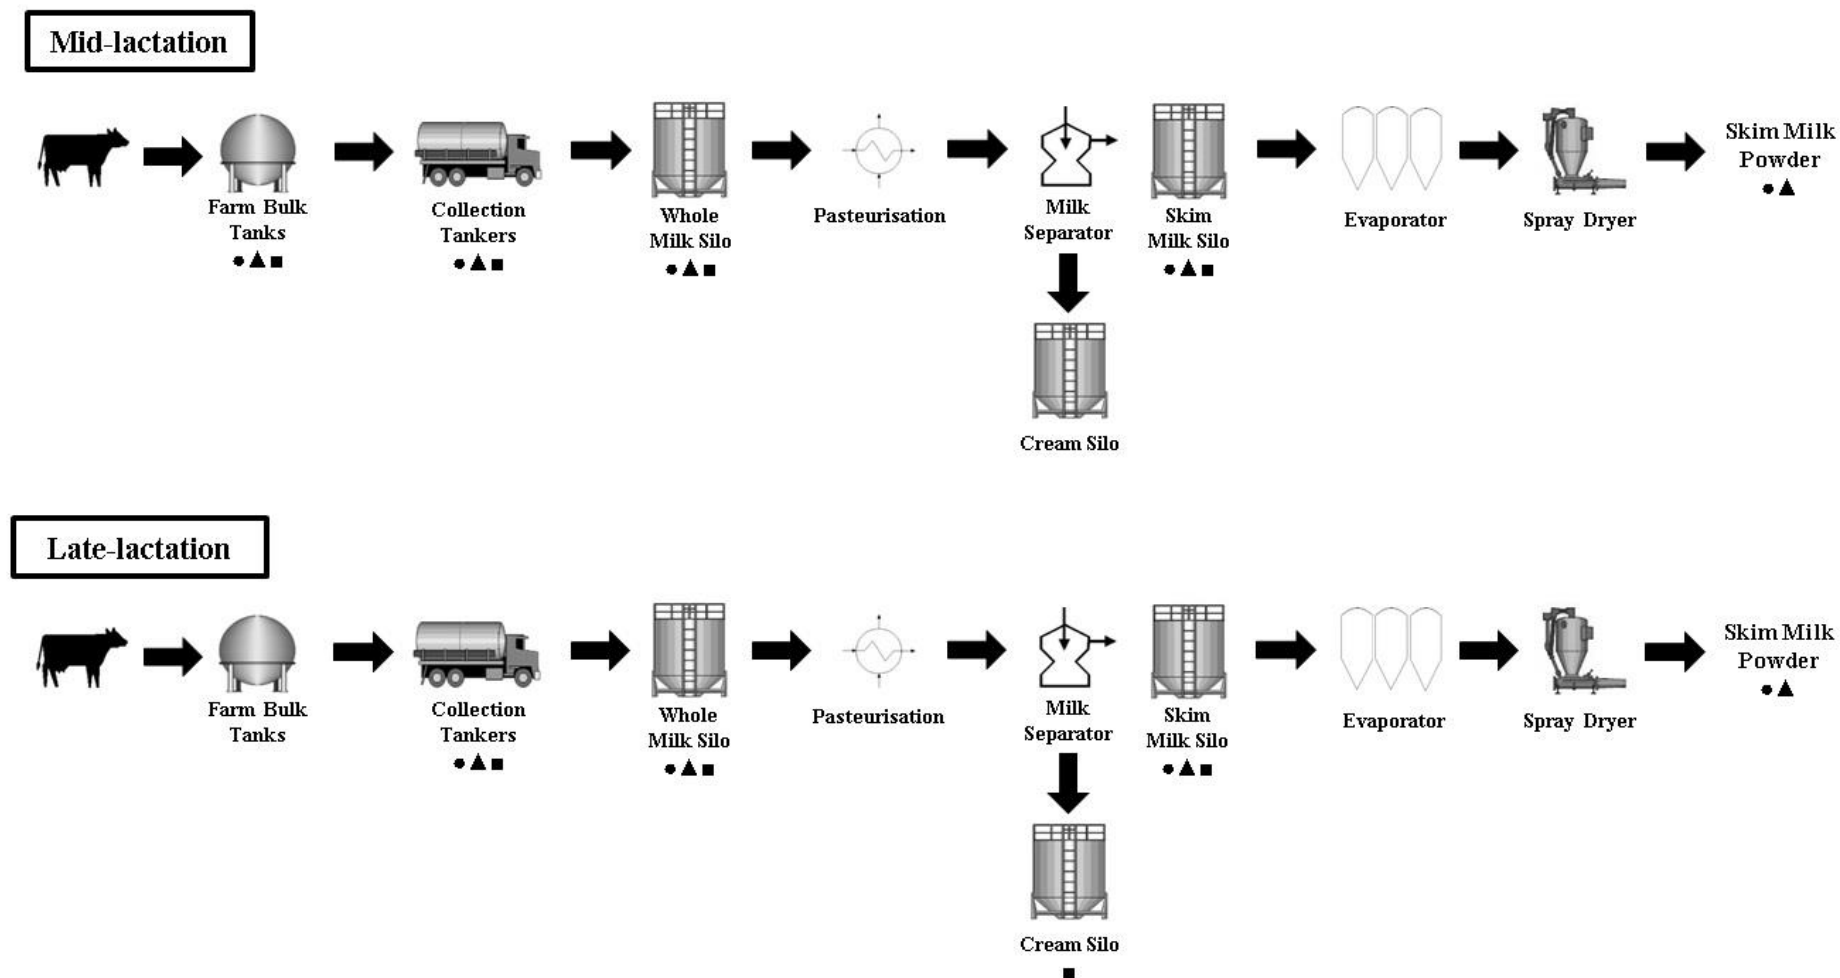 Mid-lactation
Farm Bulk
Tanks
Collection
Tankers
Whole
Milk Silo
Pasteurisation
Milk
Separator
Skim
Milk Silo
Evaporator
Spray Dryer
Skim Milk
Powder
Cream Silo
Late-lactation
Farm Bulk
Tanks
Collection
Tankers
Whole
Milk Silo
Pasteurisation
Milk
Separator
Skim
Milk Silo
Evaporator
Spray Dryer
Skim Milk
Powder
Cream Silo